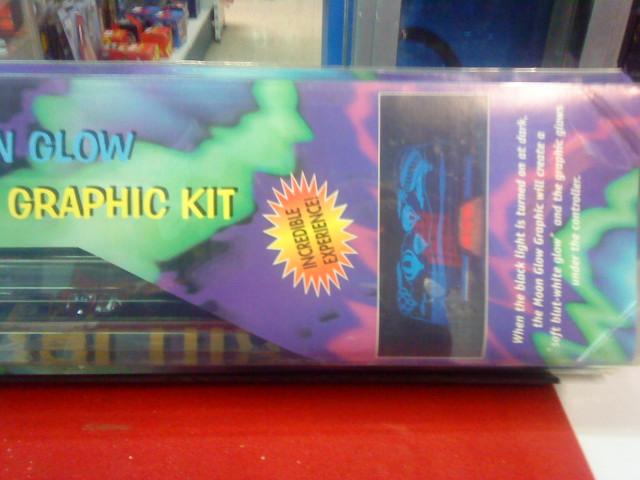 N GLOW
GRAPHIC KIT
INCREDIBLE
EXPERIENCE!
When the black light is turned on at dark,
the Moon Glow Graphic will create a
"soft blut-white glow" and the graphic glows
under the controller.